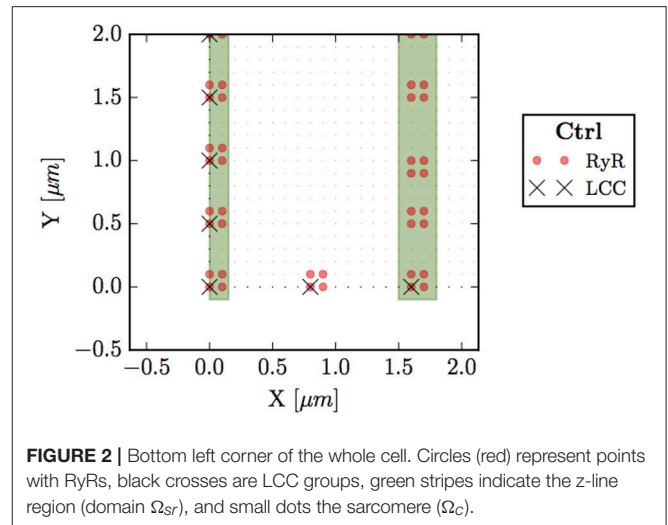 2.0
1.5
1.0
0.5
0.0
−0.5
Y [μm]
−0.5 0.0 0.5 1.0 1.5 2.0
X [μm]
Ctrl
RyR
LCC
FIGURE 2 | Bottom left corner of the whole cell. Circles (red) represent points
with RyRs, black crosses are LCC groups, green stripes indicate the z-line
region (domain Ωsr), and small dots the sarcomere (Ωc).